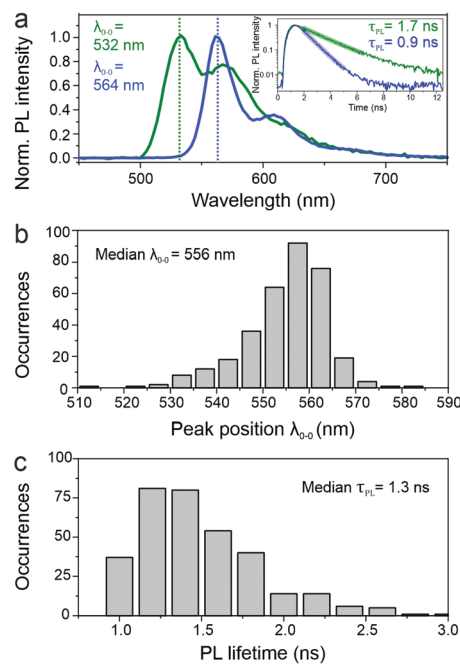 a
λ0-0 =
532 nm
λ0-0 =
564 nm
τPL = 1.7 ns
τPL = 0.9 ns
Norm. PL intensity
1
0.1
0.01
0 2 4 6 8 10 12
Time (ns)
Norm. PL intensity
1.0
0.8
0.6
0.4
0.2
0.0
500 600 700
Wavelength (nm)
b
Median λ0-0 = 556 nm
Occurrences
100
80
60
40
20
0
510 520 530 540 550 560 570 580 590
Peak position λ0-0 (nm)
c
Median τPL = 1.3 ns
Occurrences
100
75
50
25
0
1.0 1.5 2.0 2.5 3.0
PL lifetime (ns)